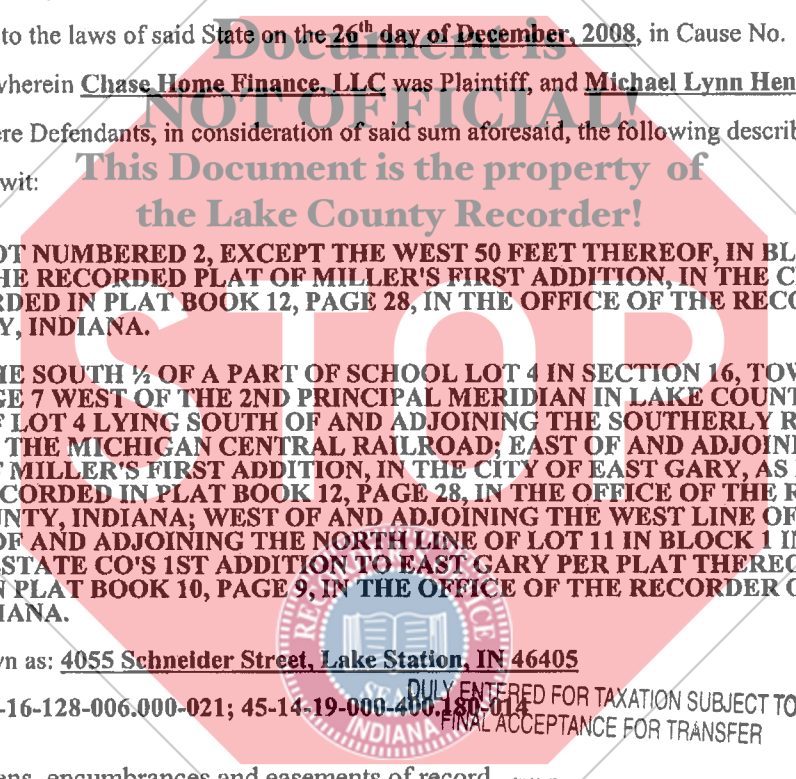 to the laws of said State on the 26th day of December, 2008, in Cause No.
Document is
wherein Chase Home Finance, LLC was Plaintiff, and Michael Lynn Hen
NOT OFFICIAL!
ere Defendants, in consideration of said sum aforesaid, the following describ
This Document is the property of
wit:
the Lake County Recorder!
OT NUMBERED 2, EXCEPT THE WEST 50 FEET THEREOF, IN BL
HE RECORDED PLAT OF MILLER'S FIRST ADDITION, IN THE C
RDED IN PLAT BOOK 12, PAGE 28, IN THE OFFICE OF THE RECO
Y, INDIANA.
STOP
HE SOUTH ½ OF A PART OF SCHOOL LOT 4 IN SECTION 16, TOW
GE 7 WEST OF THE 2ND PRINCIPAL MERIDIAN IN LAKE COUNT
F LOT 4 LYING SOUTH OF AND ADJOINING THE SOUTHERLY R
THE MICHIGAN CENTRAL RAILROAD; EAST OF AND ADJOINI
T MILLER'S FIRST ADDITION, IN THE CITY OF EAST GARY, AS
CORDED IN PLAT BOOK 12, PAGE 28, IN THE OFFICE OF THE R
UNTY, INDIANA; WEST OF AND ADJOINING THE WEST LINE OF
OF AND ADJOINING THE NORTH LINE OF LOT 11 IN BLOCK 1 I
STATE CO'S 1ST ADDITION TO EAST GARY PER PLAT THEREO
N PLAT BOOK 10, PAGE 9, IN THE OFFICE OF THE RECORDER O
IANA.
wn as: 4055 Schneider Street, Lake Station, IN 46405
-16-128-006.000-021; 45-14-19-000-400.180-014
DULY ENTERED FOR TAXATION SUBJECT TO
FINAL ACCEPTANCE FOR TRANSFER
SEAL
INDIANA
ens, encumbrances and easements of record